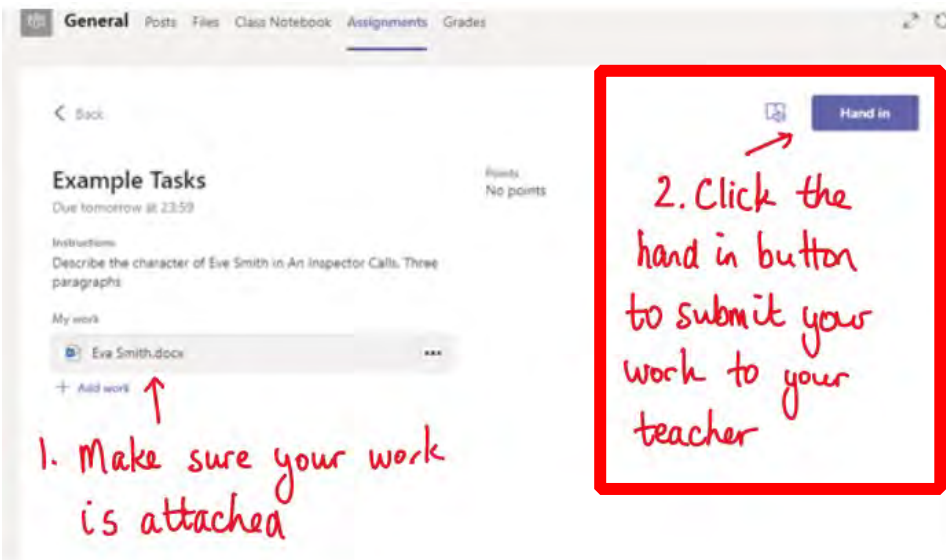 General Posts Files Class Notebook Assignments Grades
Back
Hand in
Example Tasks
Due tomorrow at 23:59
Points
No points
Instructions
Describe the character of Eve Smith in An Inspector Calls. Three
paragraphs
My work
Eva Smith.docx
+ Add work
1. Make sure your work
is attached
2. Click the
hand in button
to submit your
work to your
teacher